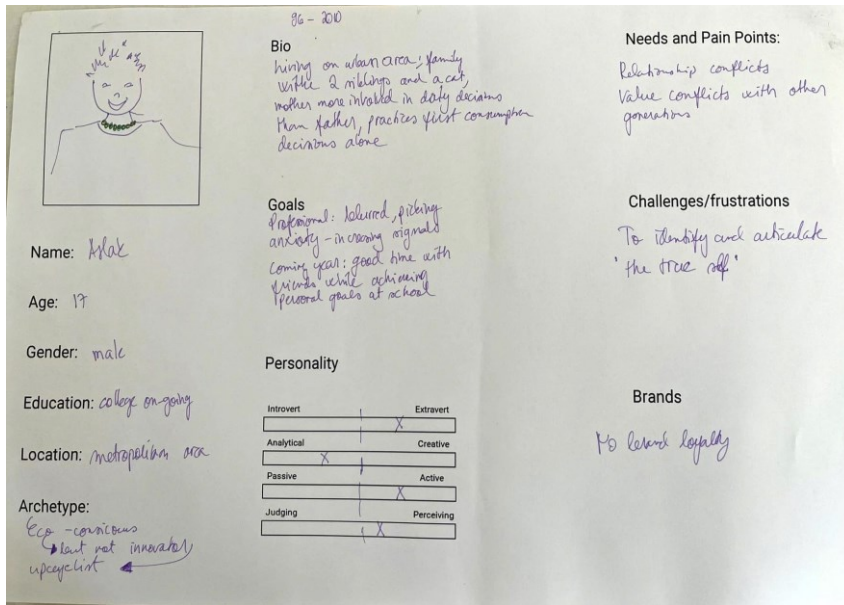 96 - 2010
Bio
living on urban area; family
with 2 siblings and a cat,
mother more involved in daily decisions
than father, practices first consumption
decisions alone
Goals
Professional: blurred, picking
anxiety - increasing signals
coming year: good time with
friends while achieving
personal goals at school
Name:
Age: 17
Gender: male
Education: college on-going
Location: metropolitan area
Archetype:
Eco-conscious
but not innovator
upcyclist
Personality
Introvert Extravert
X
Analytical Creative
X
Passive Active
X
Judging Perceiving
X
Needs and Pain Points:
Relationship conflicts
Value conflicts with other
generations
Challenges/frustrations
To identify and articulate
"the true self"
Brands
No brand loyalty